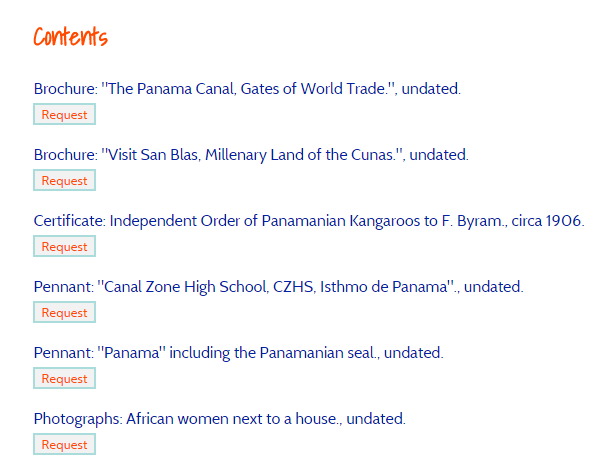 Contents
Brochure: "The Panama Canal, Gates of World Trade.", undated.
Request
Brochure: "Visit San Blas, Millenary Land of the Cunas.", undated.
Request
Certificate: Independent Order of Panamanian Kangaroos to F. Byram., circa 1906.
Request
Pennant: "Canal Zone High School, CZHS, Isthmo de Panama"., undated.
Request
Pennant: "Panama" including the Panamanian seal., undated.
Request
Photographs: African women next to a house., undated.
Request